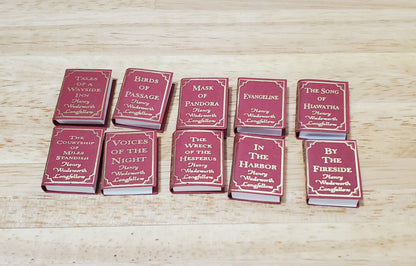 TALES OF A
WAYSIDE
INN
Henry
Wadsworth
Longfellow
BIRDS OF
PASSAGE
Henry
Wadsworth
Longfellow
MASK OF
PANDORA
Henry
Wadsworth
Longfellow
EVANGELINE
Henry
Wadsworth
Longfellow
THE SONG OF
HIAWATHA
Henry
Wadsworth
Longfellow
THE COURTSHIP
OF
MILES
STANDISH
Henry
Wadsworth
Longfellow
VOICES OF
THE NIGHT
Henry
Wadsworth
Longfellow
THE WRECK
OF THE
HESPERUS
Henry
Wadsworth
Longfellow
IN THE
HARBOR
Henry
Wadsworth
Longfellow
BY THE
FIRESIDE
Henry
Wadsworth
Longfellow